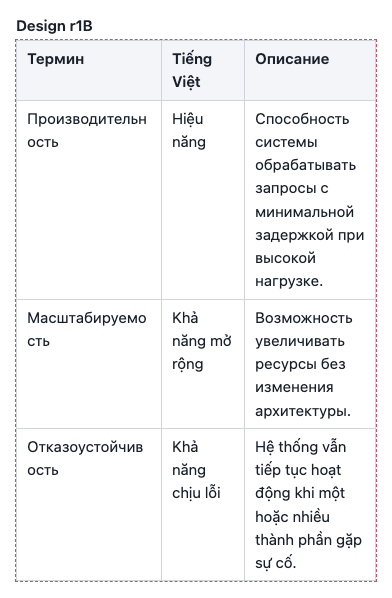 Design r1B
Термин
Tiếng
Việt
Описание
Производительн
ость
Hiệu
năng
Способность
системы
обрабатывать
запросы с
минимальной
задержкой при
высокой
нагрузке.
Масштабируемо
сть
Khả
năng mở
rộng
Возможность
увеличивать
ресурсы без
изменения
архитектуры.
Отказоустойчив
ость
Khả
năng
chịu lỗi
Hệ thống vẫn
tiếp tục hoạt
động khi một
hoặc nhiều
thành phần gặp
sự cố.